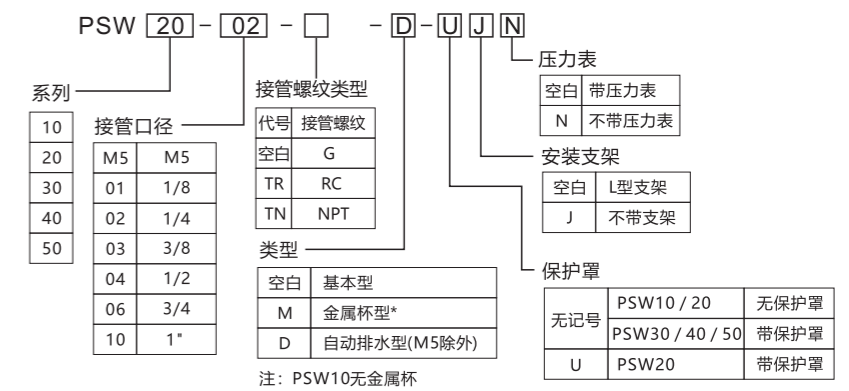 PSW 20 - 02 - □ - D - U J N
系列
10
20
30
40
50
接管口径
M5 M5
01 1/8
02 1/4
03 3/8
04 1/2
06 3/4
10 1"
接管螺纹类型
代号 接管螺纹
空白 G
TR RC
TN NPT
类型
空白 基本型
M 金属杯型*
D 自动排水型(M5除外)
注：PSW10无金属杯
压力表
空白 带压力表
N 不带压力表
安装支架
空白 L型支架
J 不带支架
保护罩
无记号 PSW10 / 20 无保护罩
PSW30 / 40 / 50 带保护罩
U PSW20 带保护罩